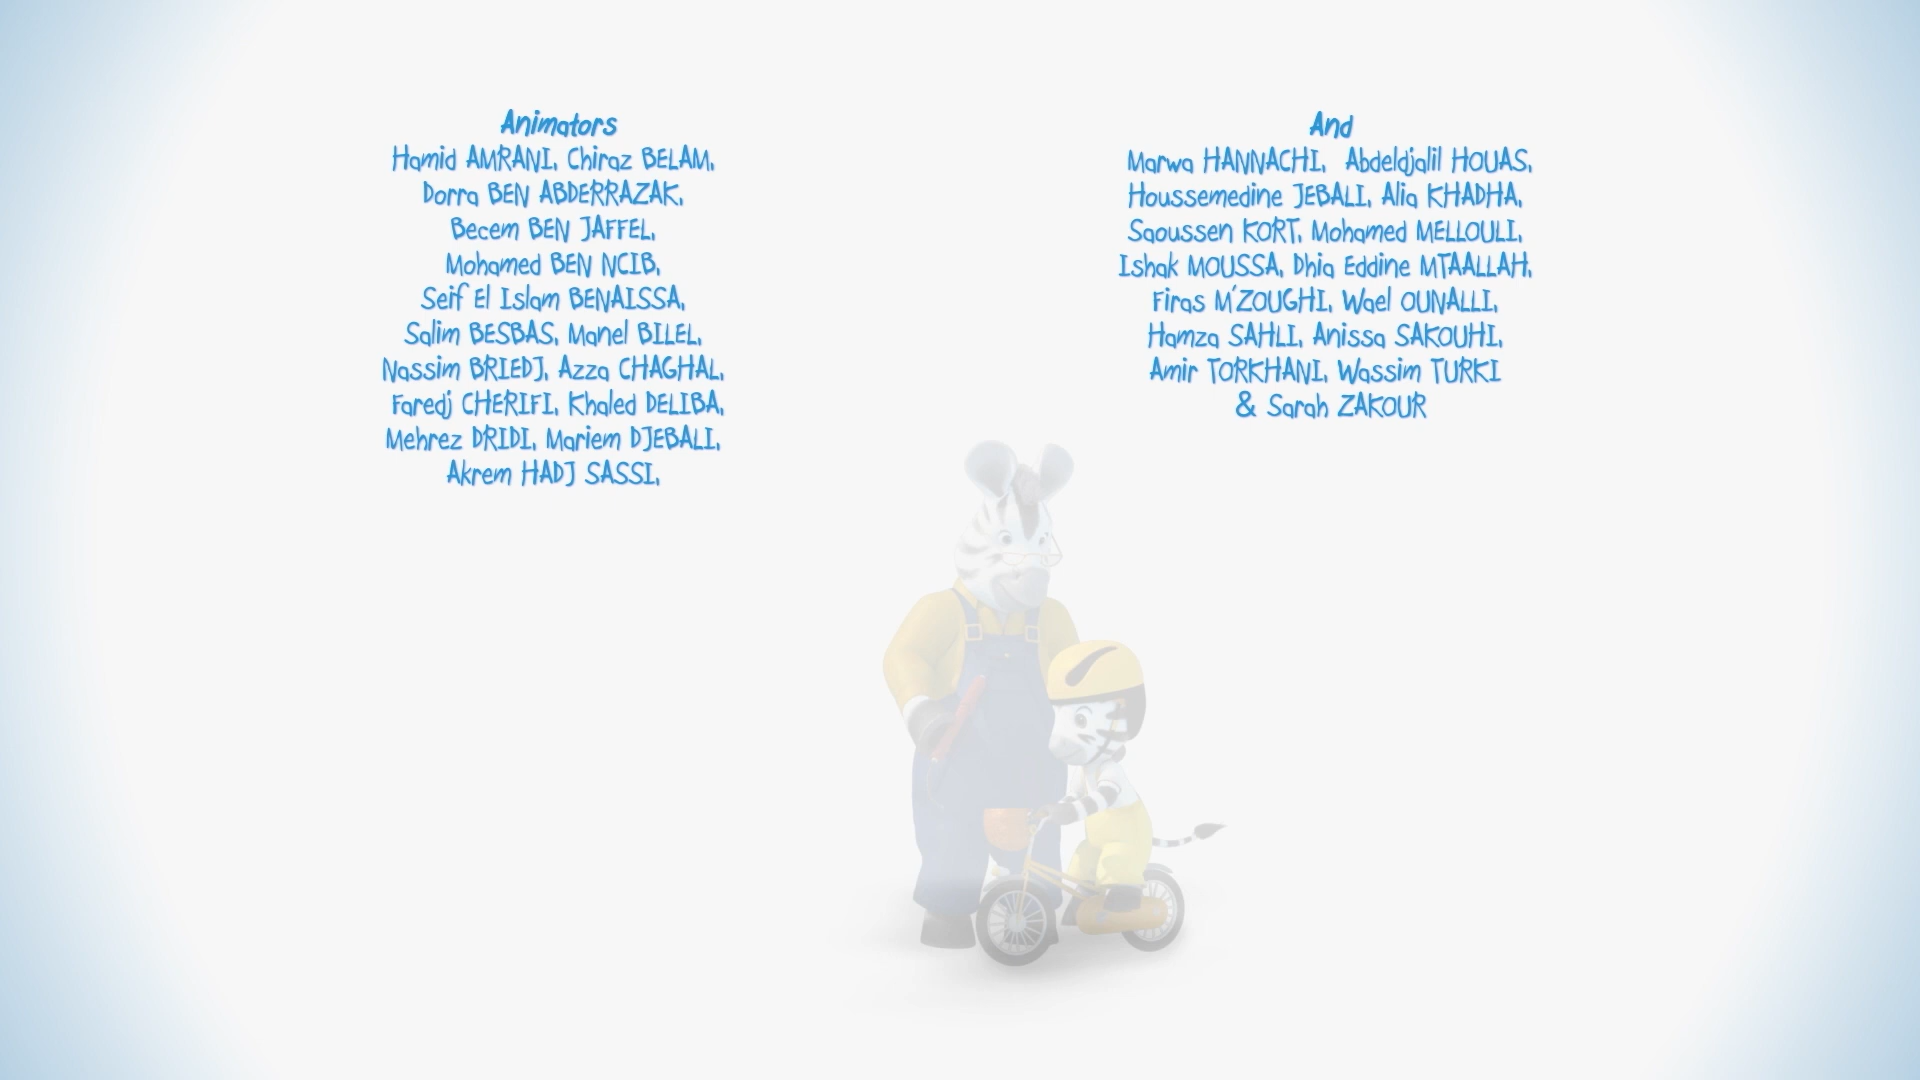 Animators
Hamid AMRANI, Chiraz BELAM,
Dorra BEN ABDERRAZAK,
Becem BEN JAFFEL,
Mohamed BEN NCIB,
Seif El Islam BENAISSA,
Salim BESBAS, Manel BILEL,
Nassim BRIEDJ, Azza CHAGHAL,
Faredj CHERIFI, Khaled DELIBA,
Mehrez DRIDI, Mariem DJEBALI,
Akrem HADJ SASSI,
And
Marwa HANNACHI, Abdeldjalil HOUAS,
Houssemedine JEBALI, Alia KHADHA,
Saoussen KORT, Mohamed MELLOULI,
Ishak MOUSSA, Dhia Eddine MTAALLAH,
Firas M'ZOUGHI, Wael OUNALLI,
Hamza SAHLI, Anissa SAKOUHI,
Amir TORKHANI, Wassim TURKI
& Sarah ZAKOUR